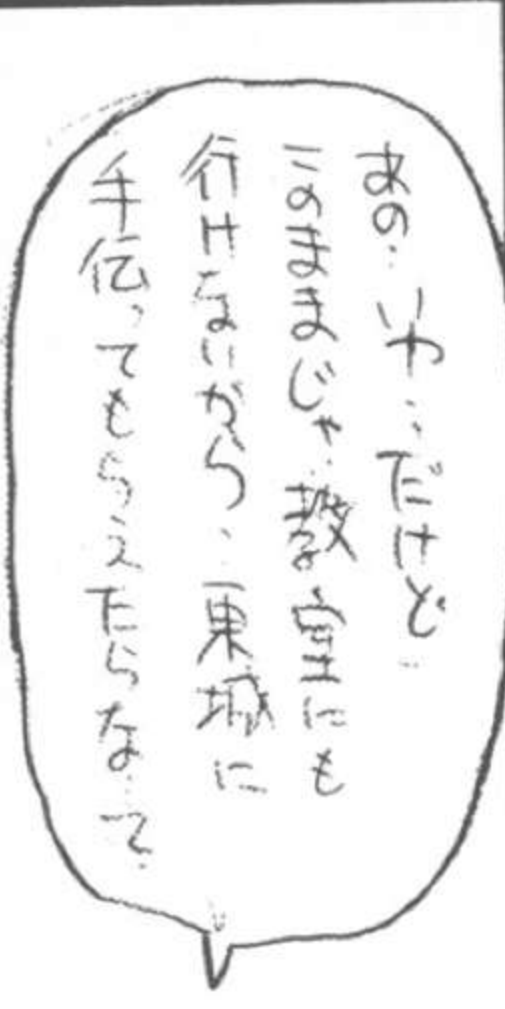 あの‥いや‥だけど‥
このままじゃ‥教室にも
行けないから‥東城に
手伝ってもらえたらな‥て‥